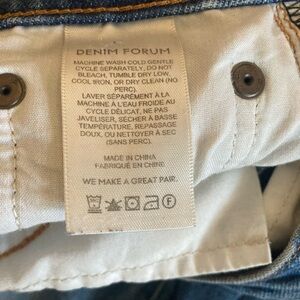 DENIM FORUM
MACHINE WASH COLD GENTLE
CYCLE SEPARATELY, DO NOT
BLEACH, TUMBLE DRY LOW,
COOL IRON, OR DRY CLEAN (NO
PERC).
LAVER SÉPARÉMENT À LA
MACHINE À L'EAU FROIDE AU
CYCLE DÉLICAT, NE PAS
JAVELISER, SÉCHER À BASSE
TEMPÉRATURE, REPASSAGE
DOUX, OU NETTOYER À SEC
(SANS PERC).
MADE IN CHINA
FABRIQUÉ EN CHINE
WE MAKE A GREAT PAIR.